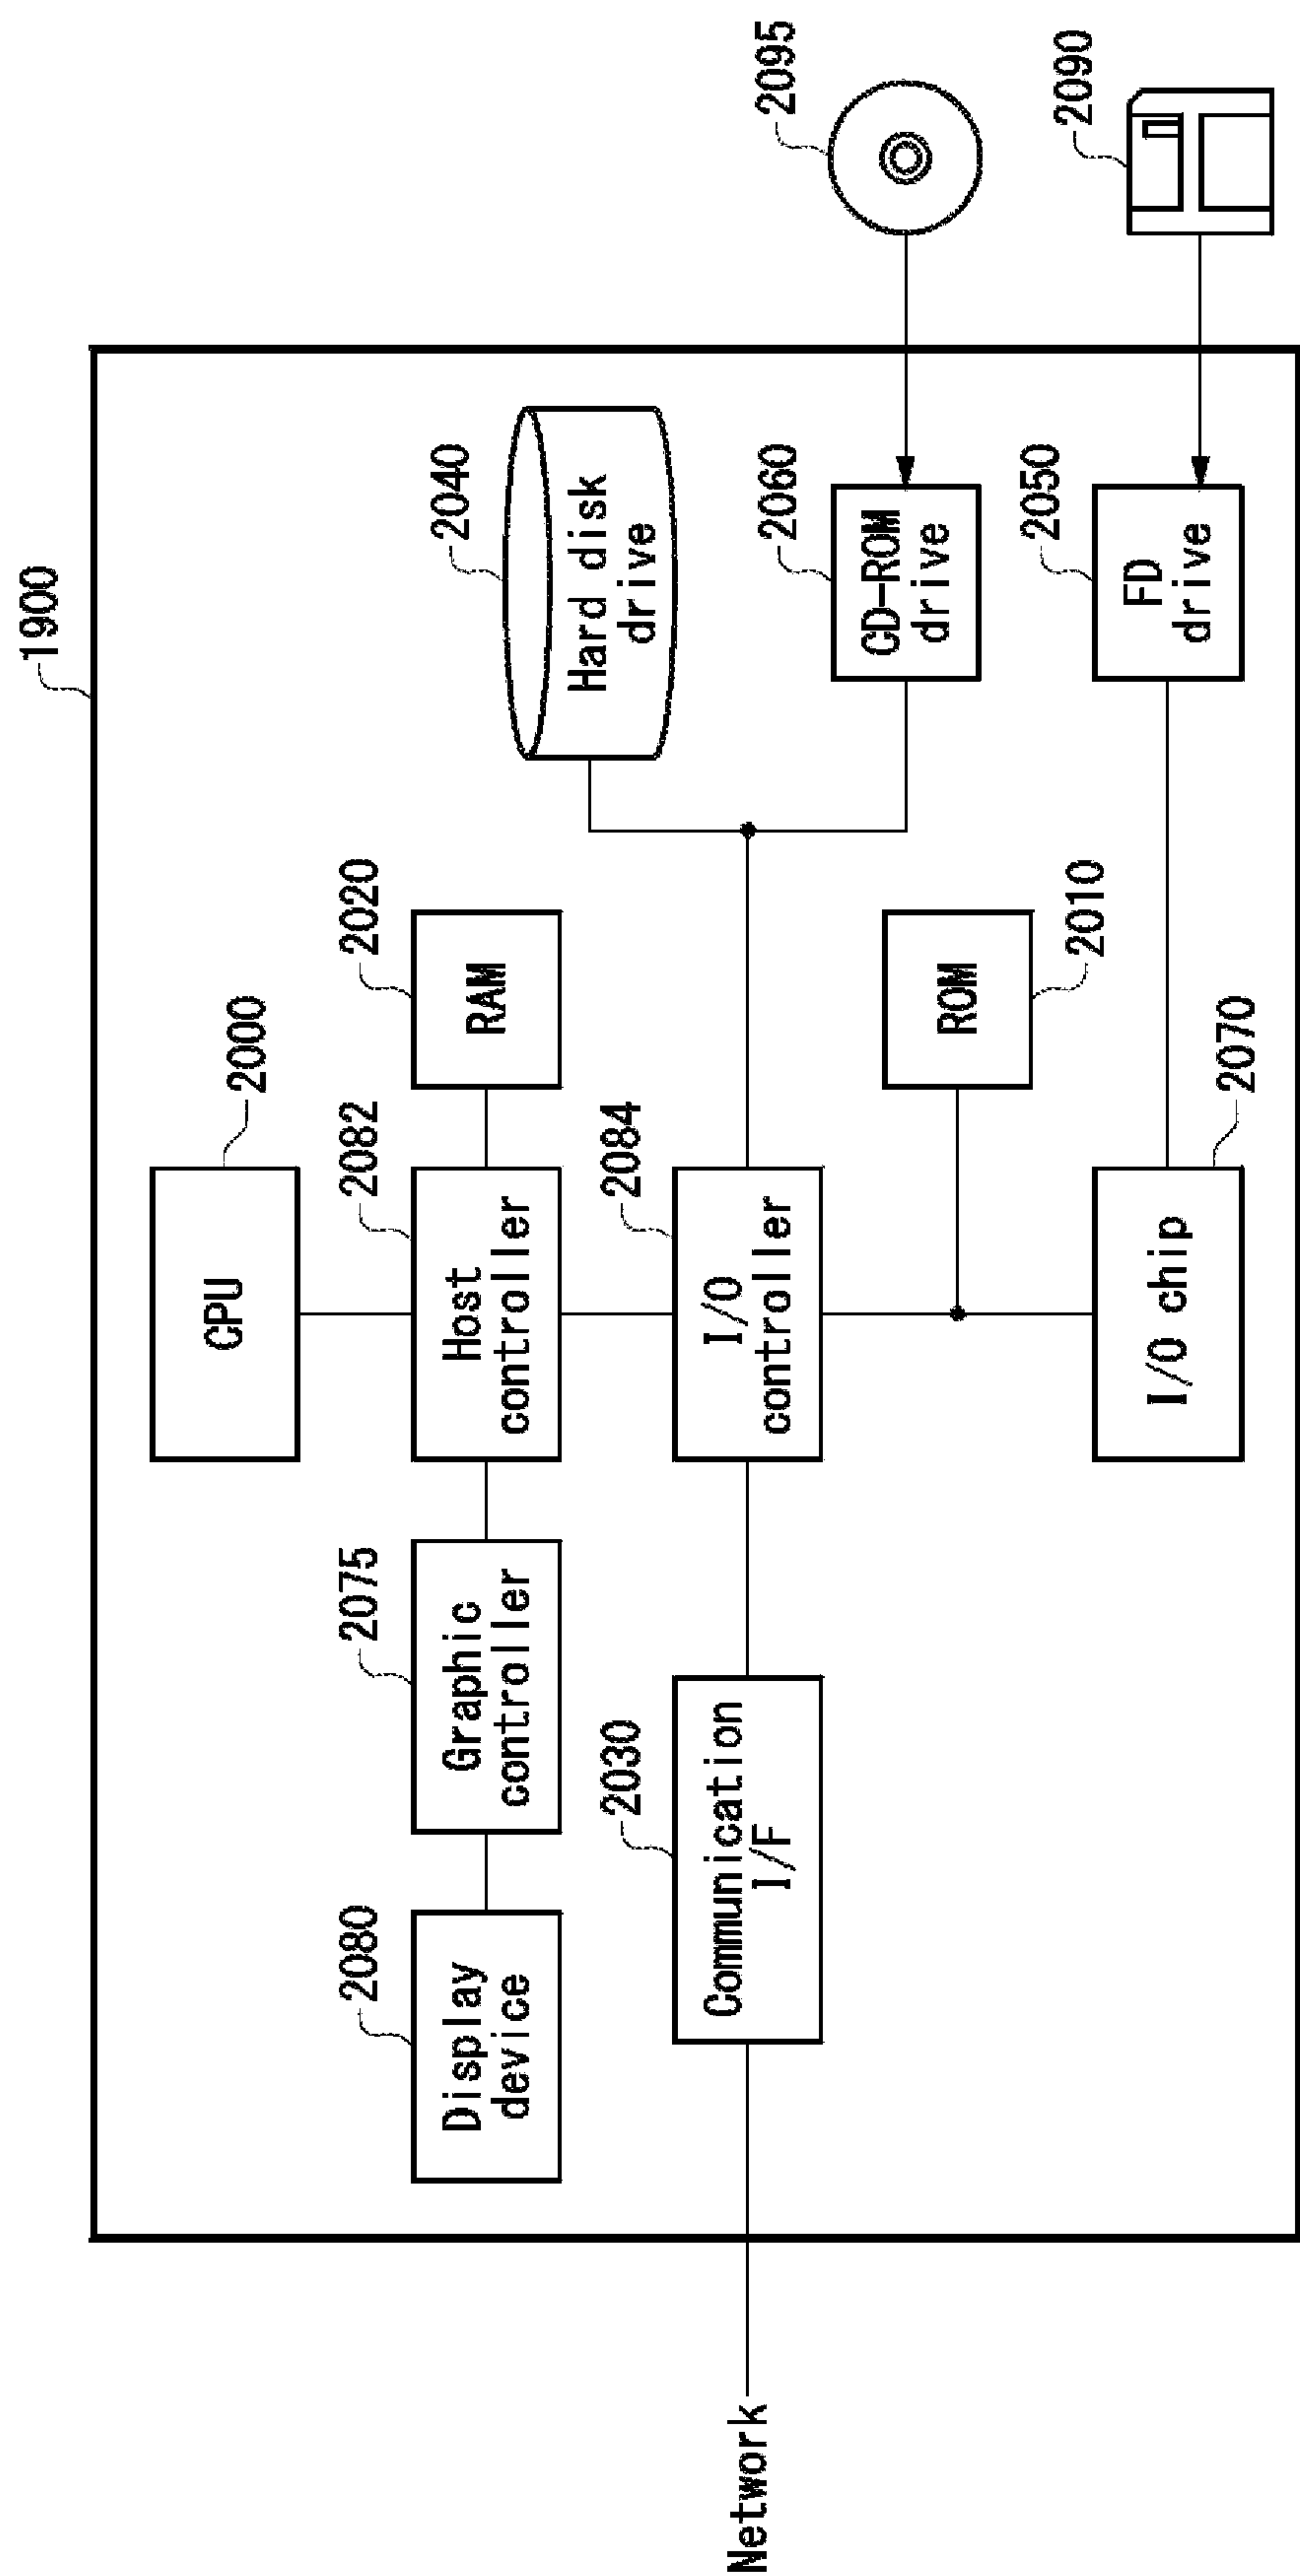 1900
2000
CPU
2080
Display
device
2075
Graphic
controller
2082
Host
controller
2020
RAM
2040
Hard disk
drive
2095
2030
Communication
I/F
2084
I/O
controller
2060
CD-ROM
drive
Network
ROM
2010
2090
I/O chip
2070
2050
FD
drive